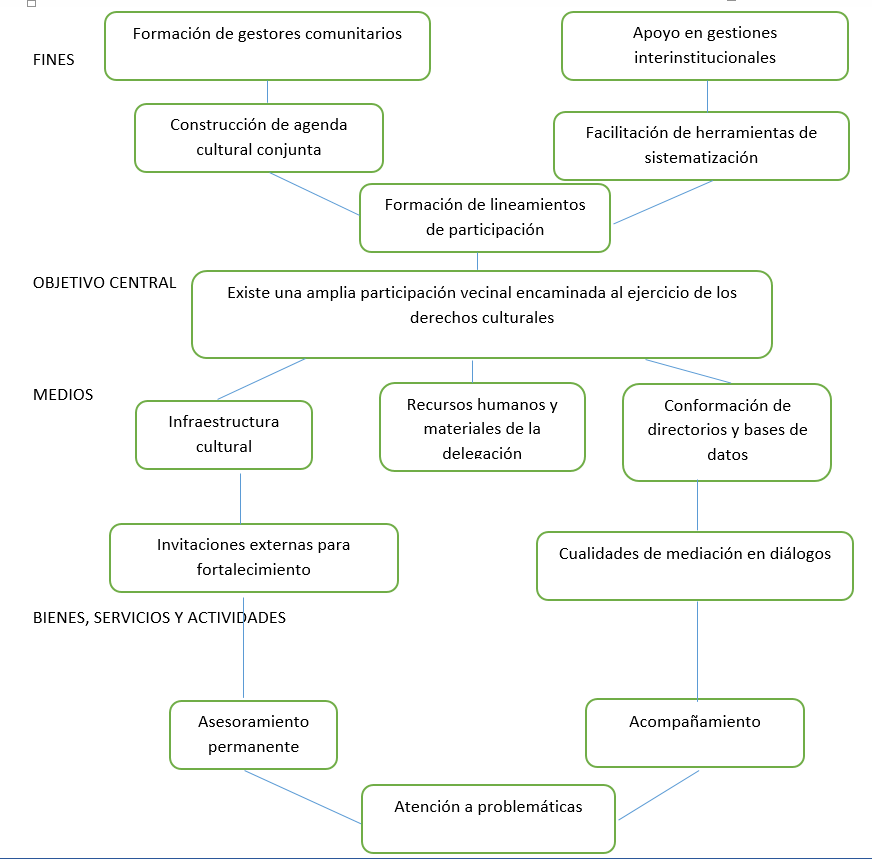 Formación de gestores comunitarios
Apoyo en gestiones
interinstitucionales
FINES
Construcción de agenda
cultural conjunta
Facilitación de herramientas de
sistematización
Formación de lineamientos
de participación
OBJETIVO CENTRAL
Existe una amplia participación vecinal encaminada al ejercicio de los
derechos culturales
MEDIOS
Infraestructura
cultural
Recursos humanos y
materiales de la
delegación
Conformación de
directorios y bases de
datos
Invitaciones externas para
fortalecimiento
Cualidades de mediación en diálogos
BIENES, SERVICIOS Y ACTIVIDADES
Asesoramiento
permanente
Acompañamiento
Atención a problemáticas